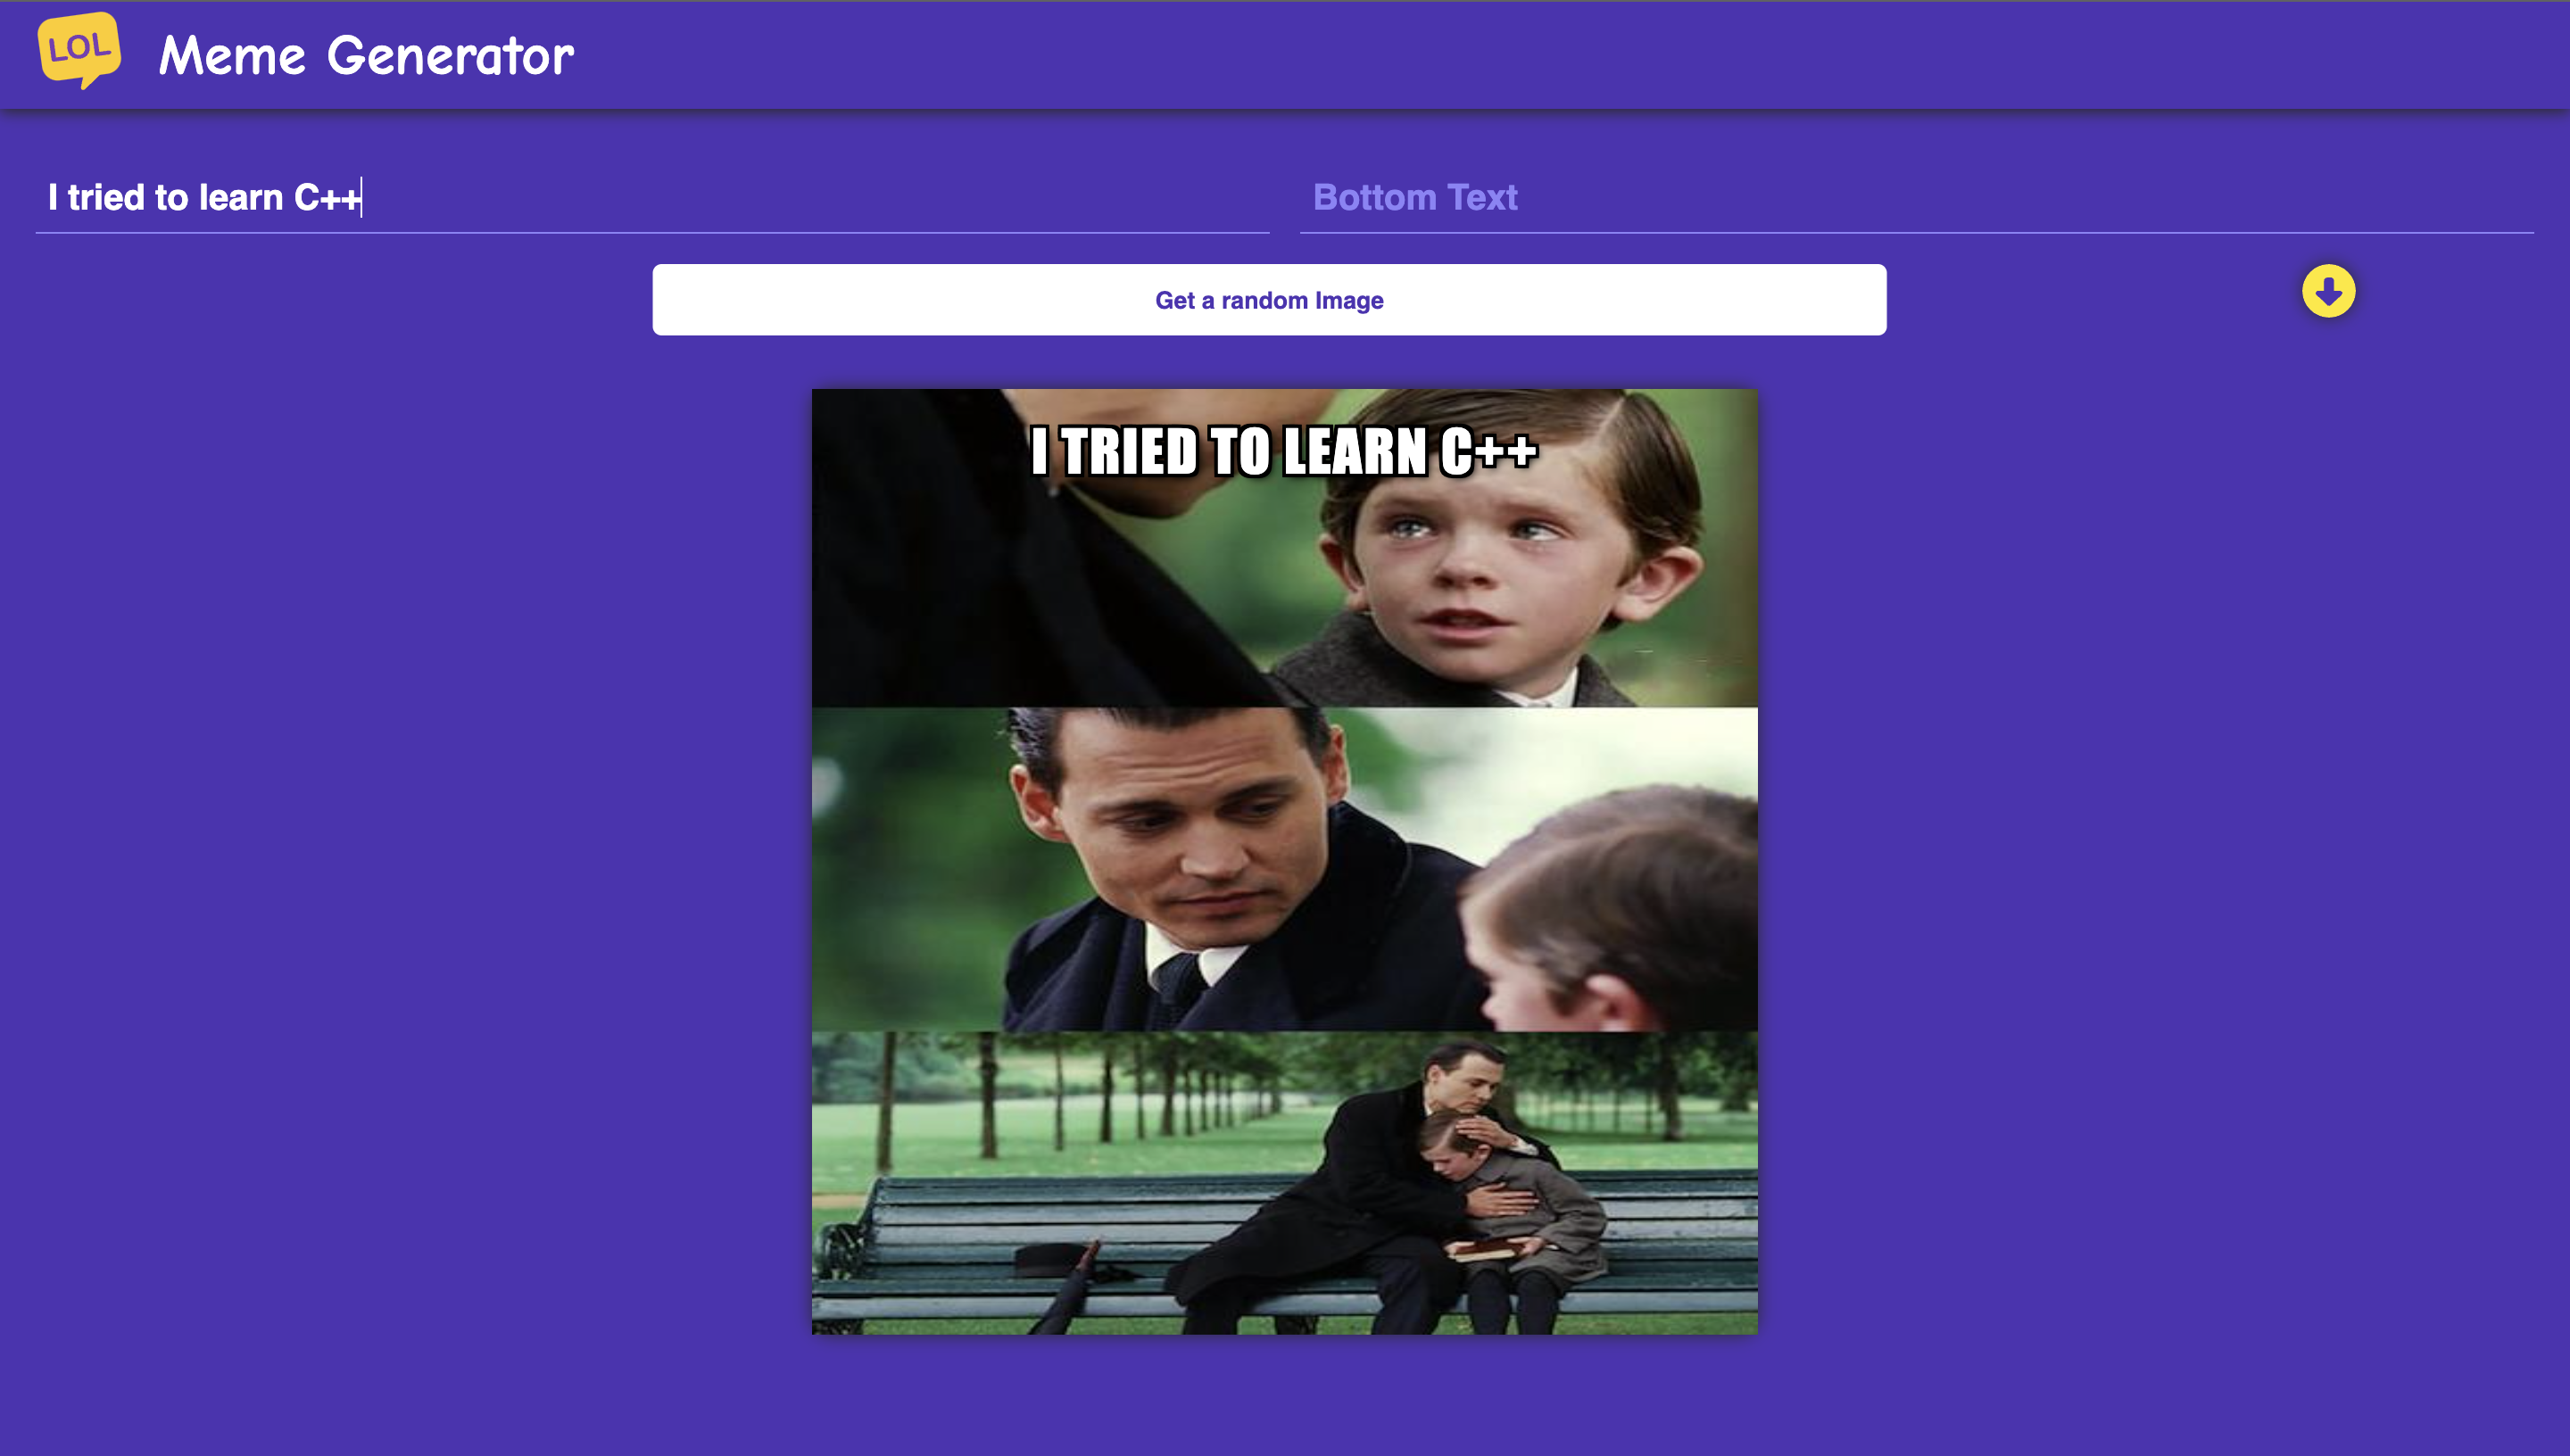 LOL
Meme Generator
I tried to learn C++
Bottom Text
Get a random Image
I TRIED TO LEARN C++